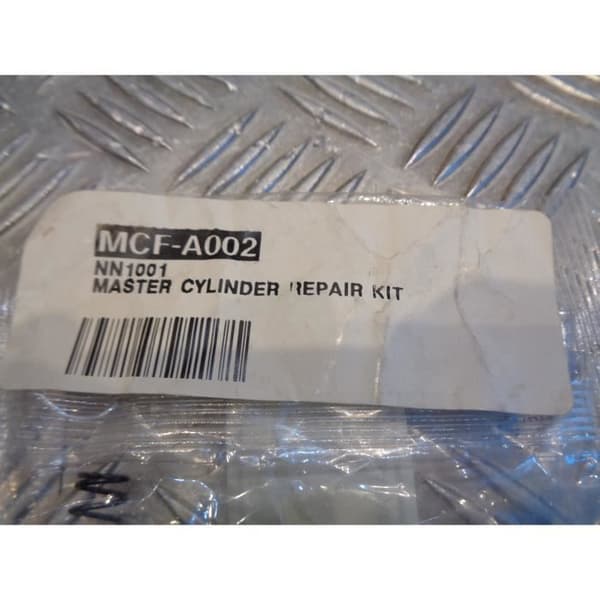 MCF-A002
NN1001
MASTER CYLINDER REPAIR KIT